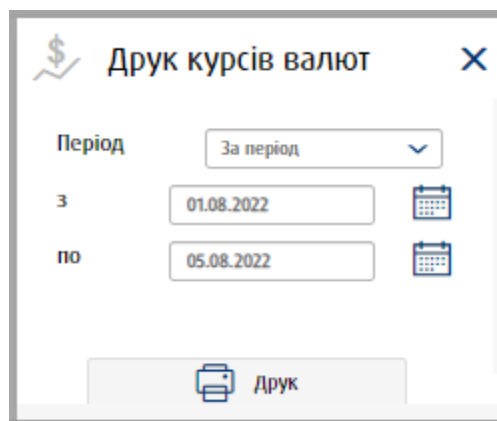 Друк курсів валют
Період За період
з 01.08.2022
по 05.08.2022
Друк